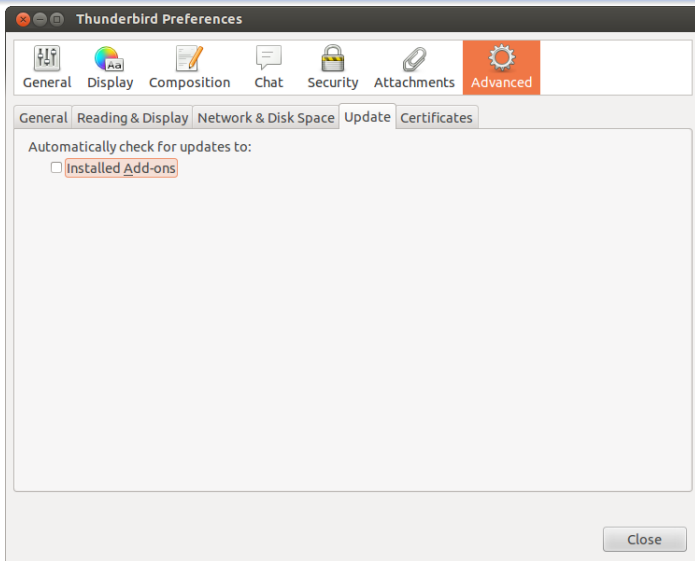 Thunderbird Preferences
General Display Composition Chat Security Attachments Advanced
General Reading & Display Network & Disk Space Update Certificates
Automatically check for updates to:
Installed Add-ons
Close